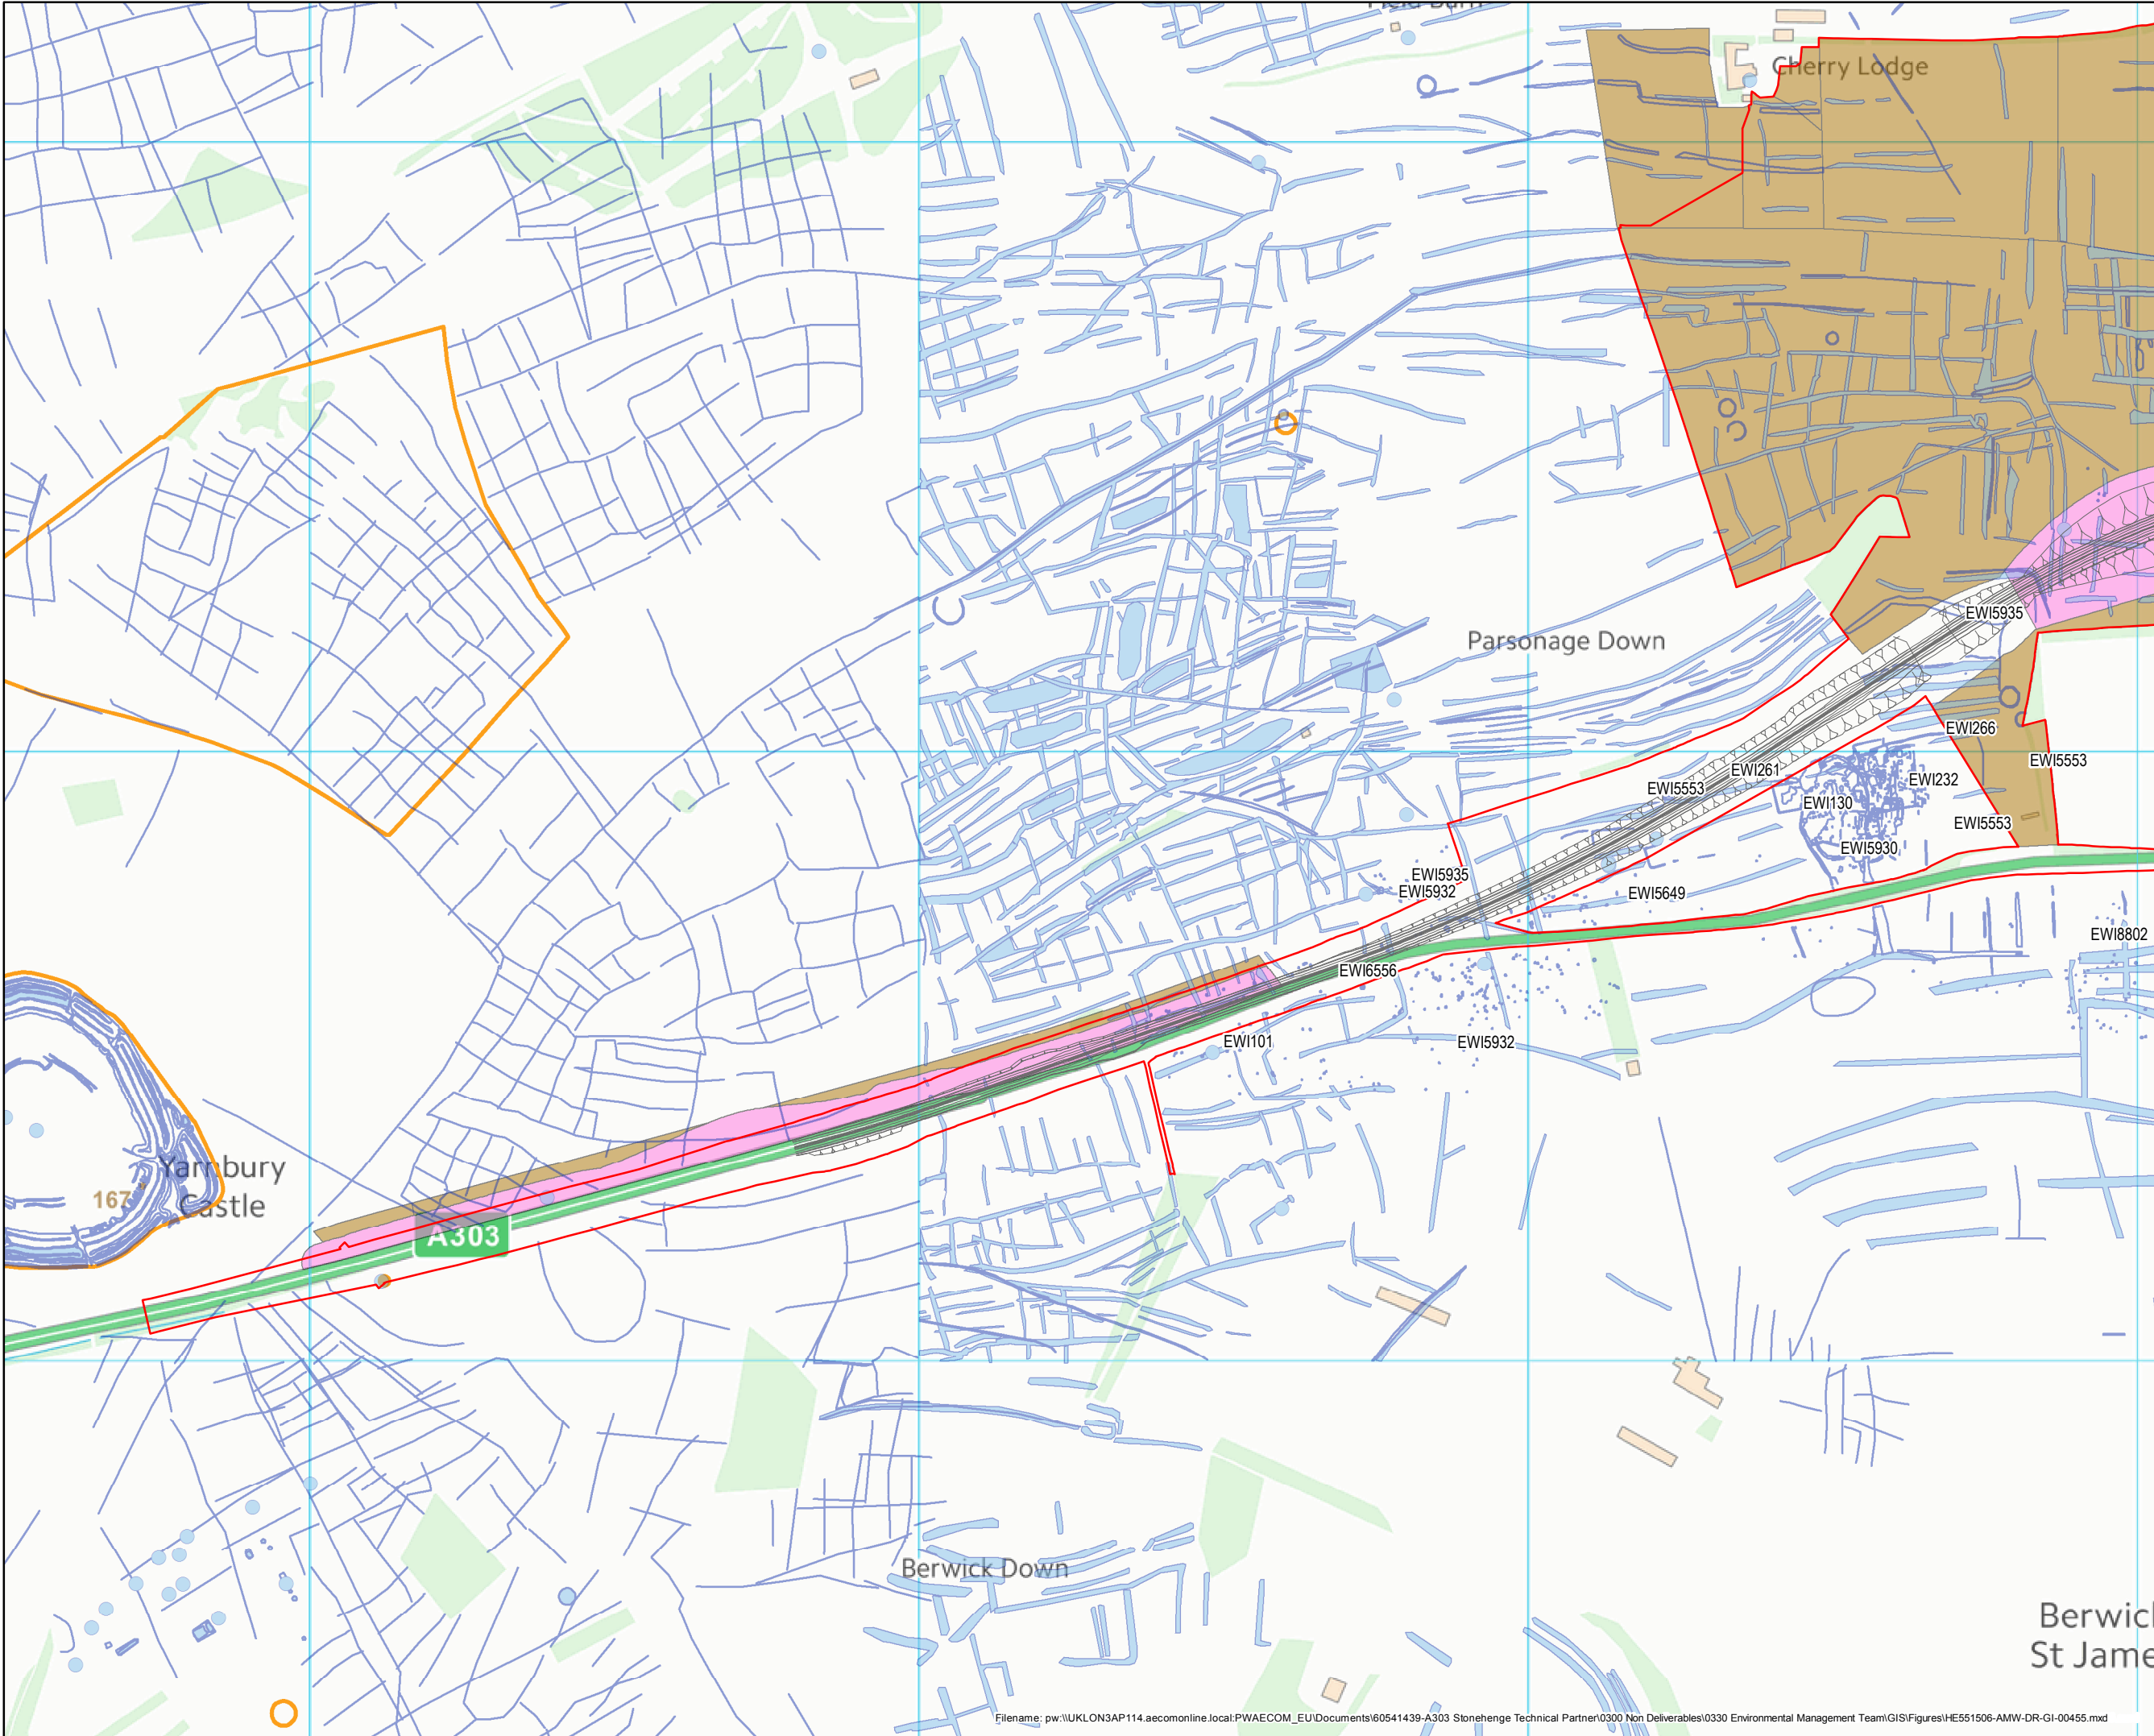 Cherry Lodge
EWI5935
Parsonage Down
EWI266
EWI5553
EWI261
EWI232
EWI5553
EWI130
EWI5553
EWI5930
EWI5935
EWI5932
EWI5649
EWI8802
EWI6556
EWI101
EWI5932
Yarnbury
Castle
167
A303
Berwick Down
Berwick
St Jame
Filename: pw:\\UKLON3AP114.aecomonline.local:PWAECOM_EU\Documents\60541439-A303 Stonehenge Technical Partner\0300 Non Deliverables\0330 Environmental Management Team\GIS\Figures\HE551506-AMW-DR-GI-00455.mxd